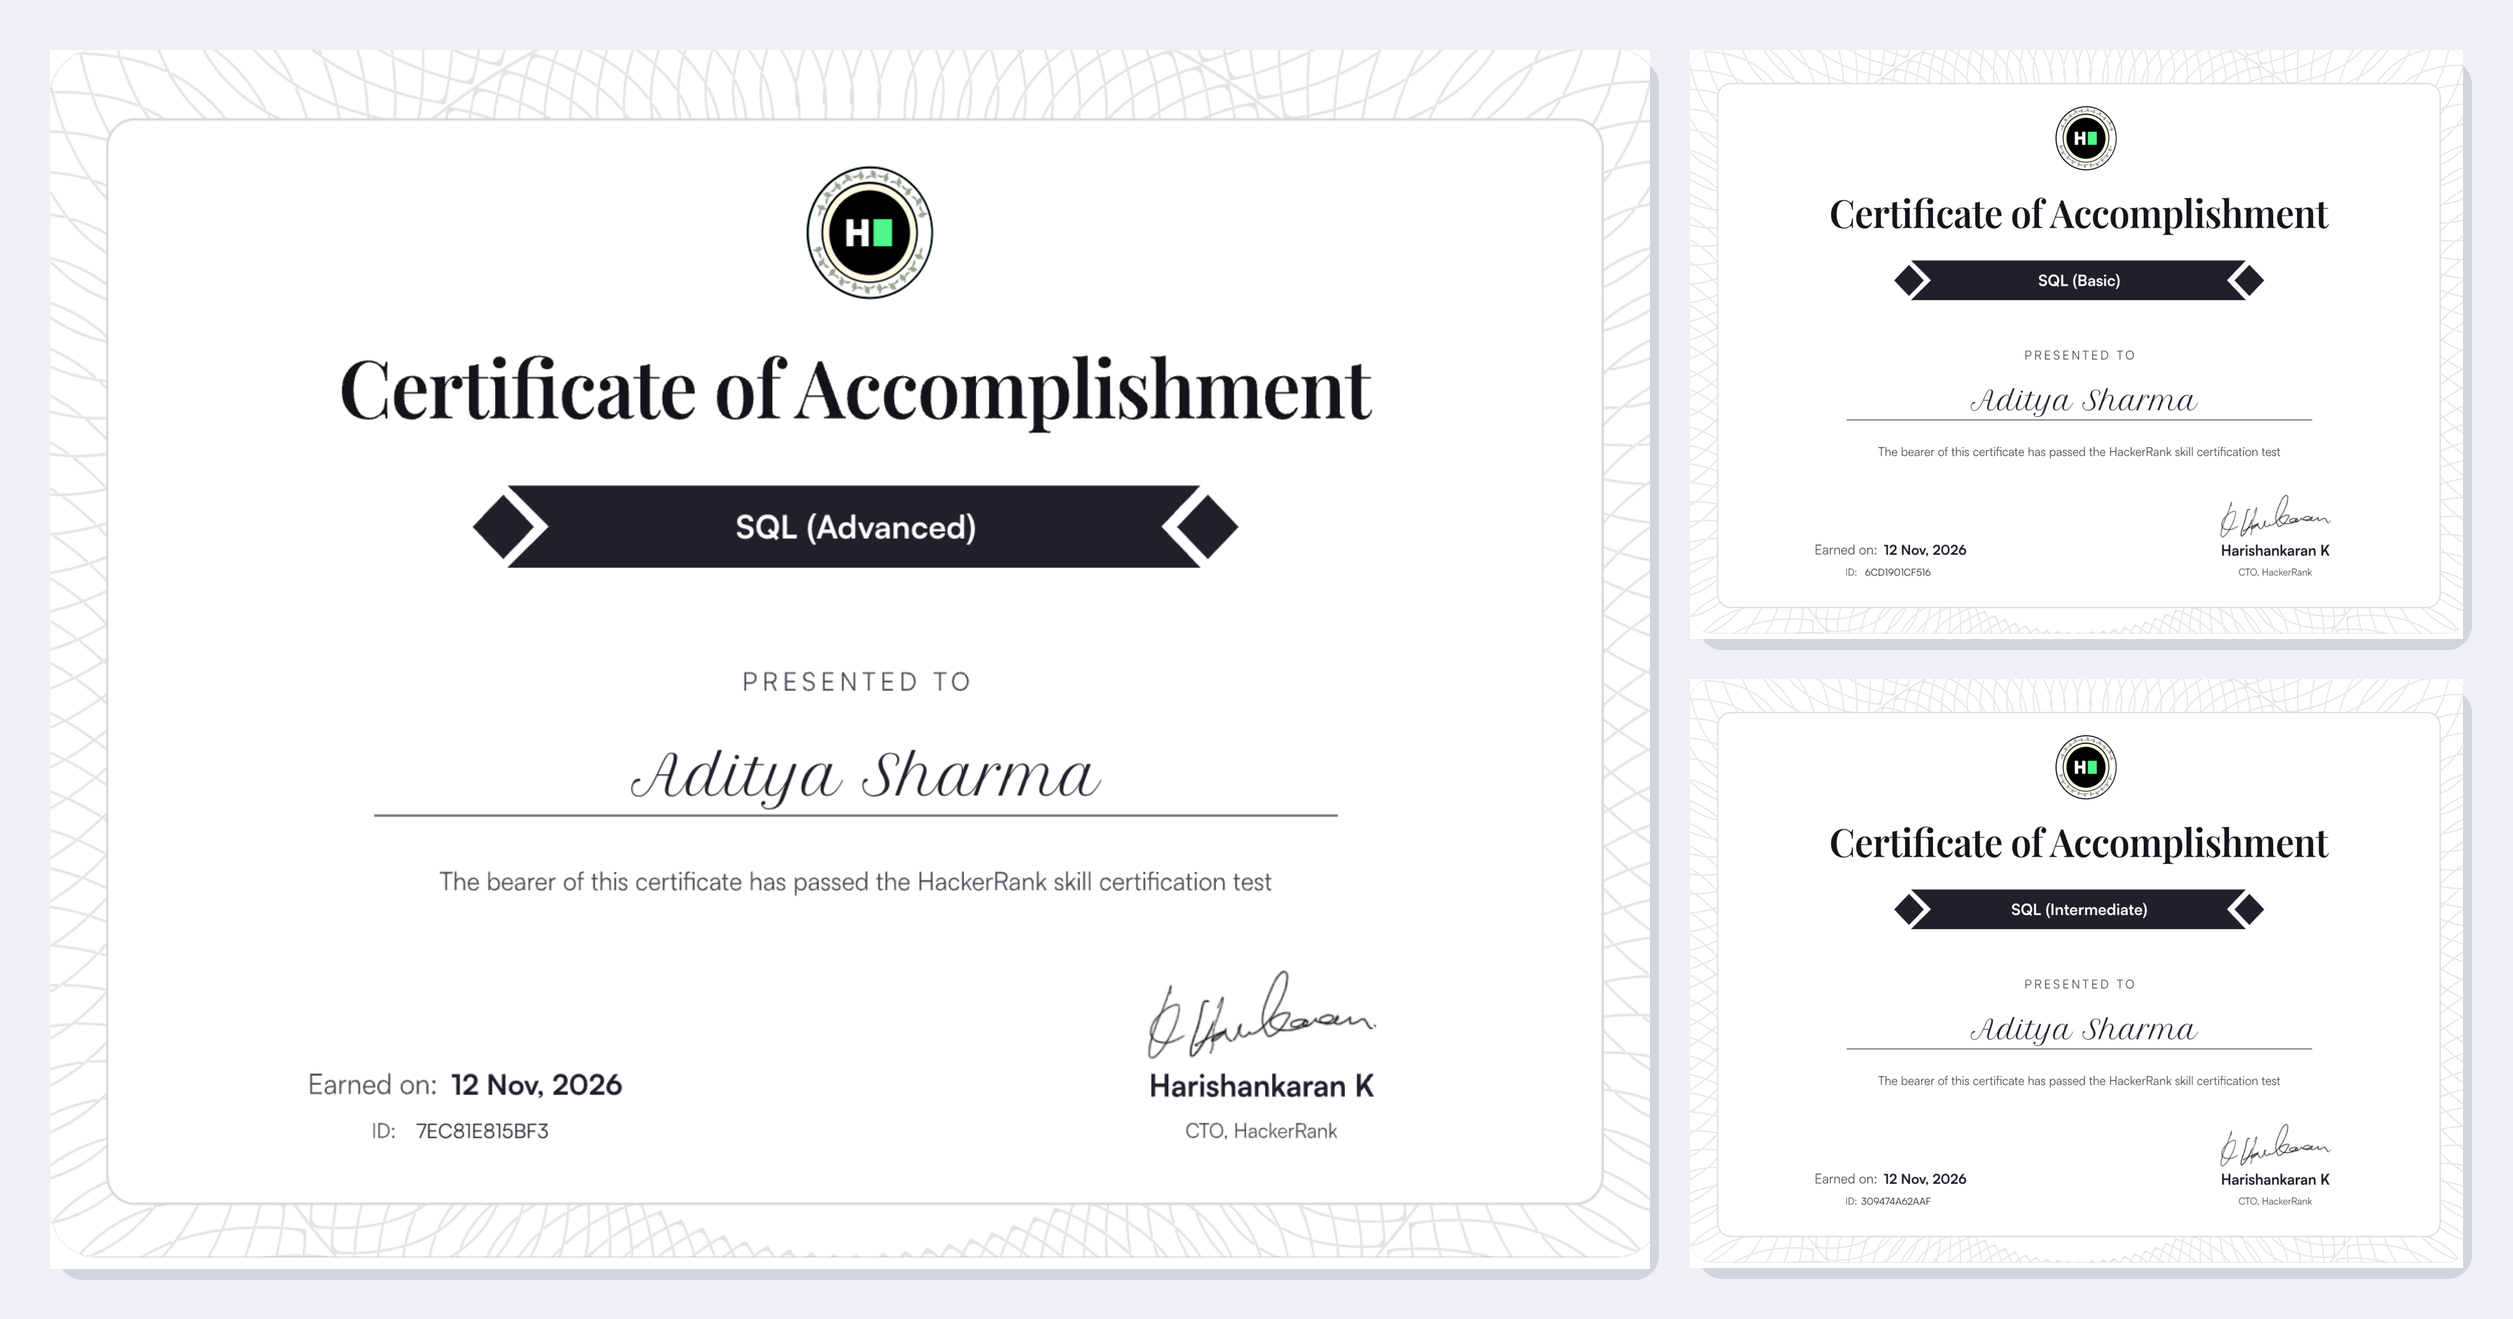 H
Certificate of Accomplishment
SQL (Advanced)
PRESENTED TO
Aditya Sharma
The bearer of this certificate has passed the HackerRank skill certification test
Earned on: 12 Nov, 2026
ID: 7EC81E815BF3
Harishankaran K
CTO, HackerRank
H
Certificate of Accomplishment
SQL (Basic)
PRESENTED TO
Aditya Sharma
The bearer of this certificate has passed the HackerRank skill certification test
Earned on: 12 Nov, 2026
ID: 6CD1901CF516
Harishankaran K
CTO, HackerRank
H
Certificate of Accomplishment
SQL (Intermediate)
PRESENTED TO
Aditya Sharma
The bearer of this certificate has passed the HackerRank skill certification test
Earned on: 12 Nov, 2026
ID: 309474A62AAF
Harishankaran K
CTO, HackerRank